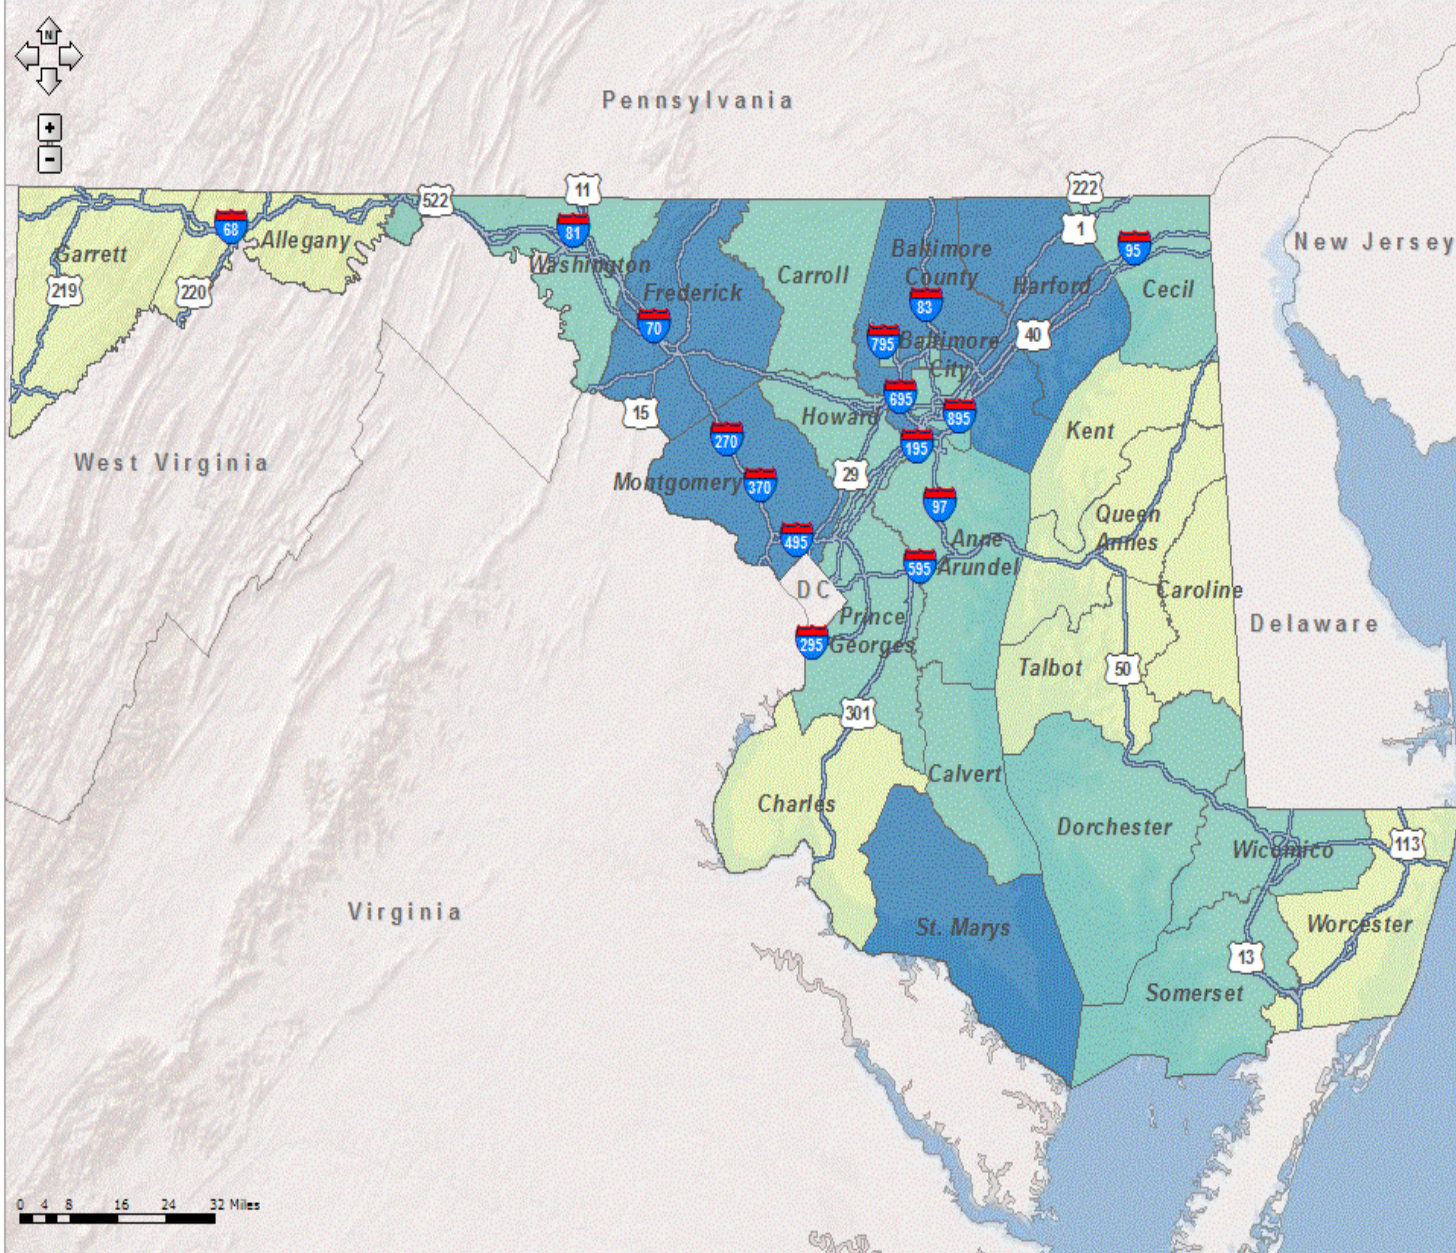 N
Pennsylvania
+
-
522
11
222
1
68
Allegany
81
95
New Jersey
Garrett
Washington
Baltimore
County
219
220
Frederick
Carroll
Harford
Cecil
83
70
795
Baltimore
City
40
695
15
Howard
895
Kent
270
195
West Virginia
29
Montgomery
370
97
Queen
Annes
495
Anne
Arundel
595
DC
Caroline
Prince
Georges
Delaware
295
Talbot
50
301
Calvert
Charles
Dorchester
Wicomico
113
Virginia
St. Marys
Worcester
13
Somerset
0 4 8 16 24 32 Miles